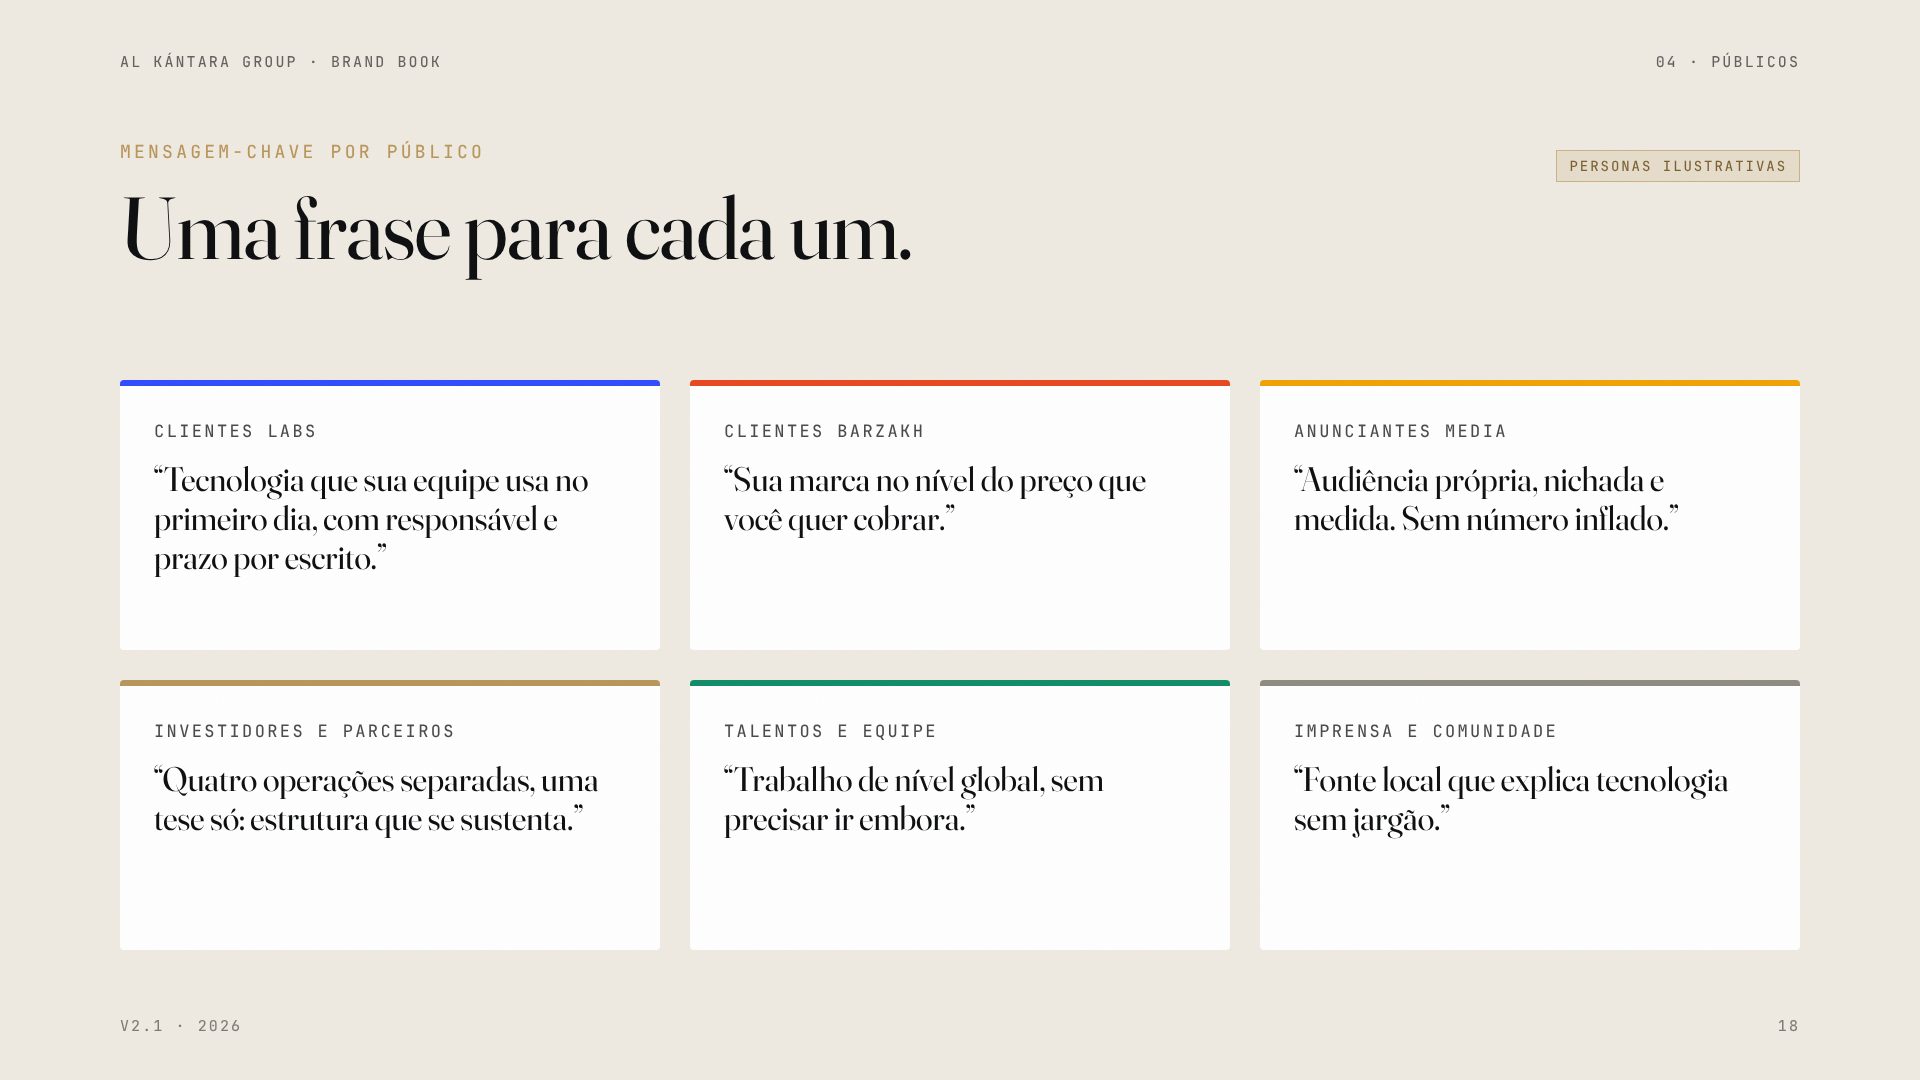 AL KÁNTARA GROUP · BRAND BOOK
04 · PÚBLICOS
MENSAGEM-CHAVE POR PÚBLICO
PERSONAS ILUSTRATIVAS
Uma frase para cada um.
CLIENTES LABS
“Tecnologia que sua equipe usa no
primeiro dia, com responsável e
prazo por escrito.”
CLIENTES BARZAKH
“Sua marca no nível do preço que
você quer cobrar.”
ANUNCIANTES MEDIA
“Audiência própria, nichada e
medida. Sem número inflado.”
INVESTIDORES E PARCEIROS
“Quatro operações separadas, uma
tese só: estrutura que se sustenta.”
TALENTOS E EQUIPE
“Trabalho de nível global, sem
precisar ir embora.”
IMPRENSA E COMUNIDADE
“Fonte local que explica tecnologia
sem jargão.”
V2.1 · 2026
18